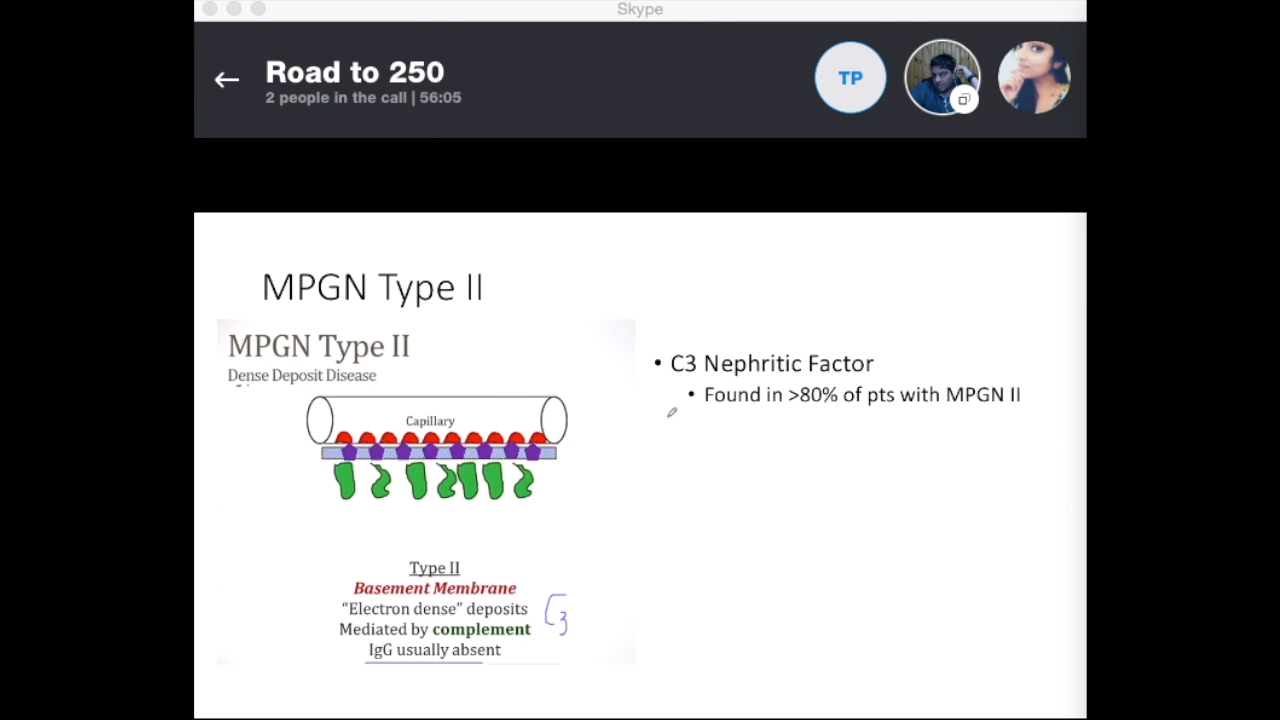 Skype
Road to 250
2 people in the call | 56:05
TP
MPGN Type II
MPGN Type II
Dense Deposit Disease
Capillary
Type II
Basement Membrane
“Electron dense” deposits
Mediated by complement
IgG usually absent
C3
• C3 Nephritic Factor
• Found in >80% of pts with MPGN II